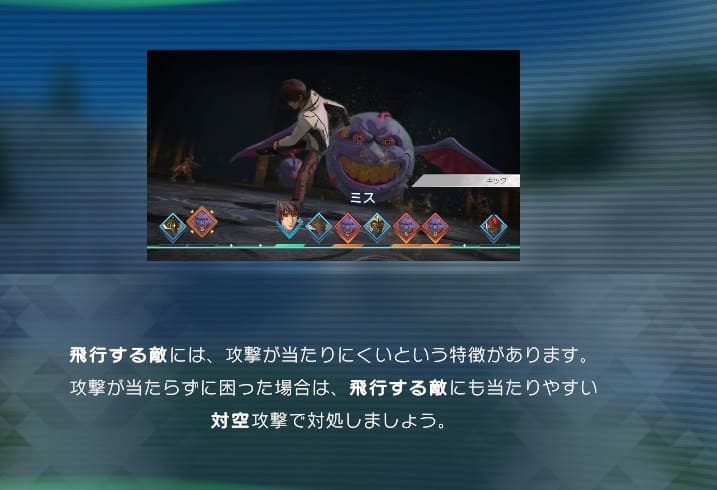 キック
ミス
飛行する敵には、攻撃が当たりにくいという特徴があります。
攻撃が当たらずに困った場合は、飛行する敵にも当たりやすい
対空攻撃で対処しましょう。